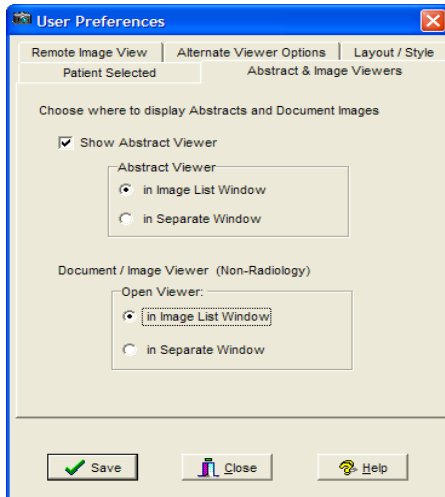 User Preferences
Remote Image View Alternate Viewer Options Layout / Style
Patient Selected Abstract & Image Viewers
Choose where to display Abstracts and Document Images
Show Abstract Viewer
Abstract Viewer
in Image List Window
in Separate Window
Document / Image Viewer (Non-Radiology)
Open Viewer:
in Image List Window
in Separate Window
Save Close Help